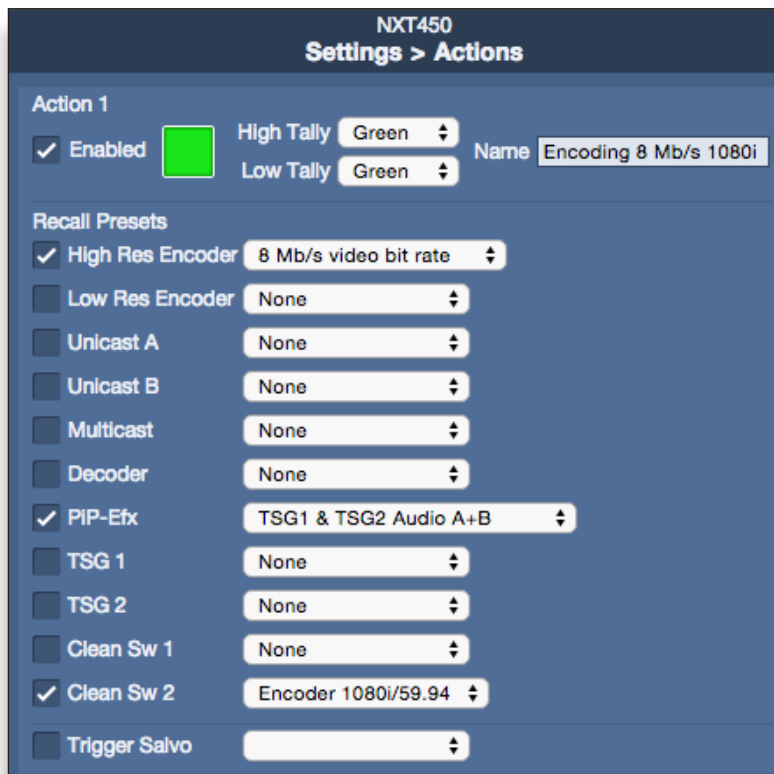 NXT450
Settings > Actions
Action 1
Enabled
High Tally Green
Low Tally Green
Name Encoding 8 Mb/s 1080i
Recall Presets
High Res Encoder 8 Mb/s video bit rate
Low Res Encoder None
Unicast A None
Unicast B None
Multicast None
Decoder None
PIP-Efx TSG1 & TSG2 Audio A+B
TSG 1 None
TSG 2 None
Clean Sw 1 None
Clean Sw 2 Encoder 1080i/59.94
Trigger Salvo